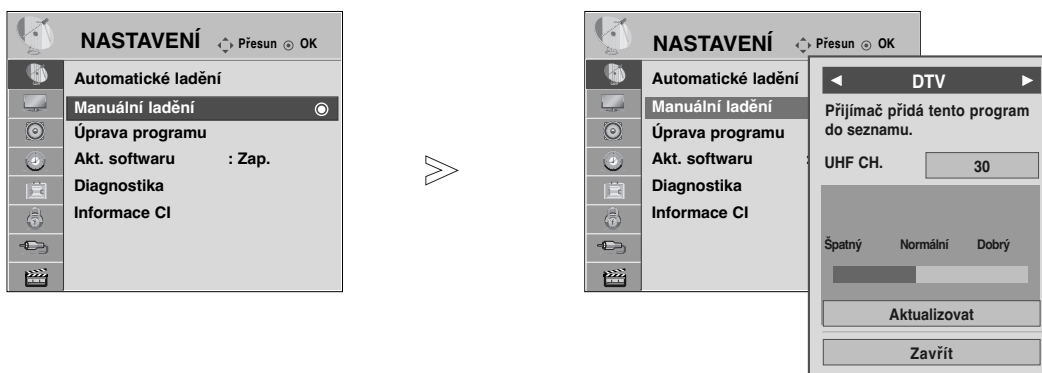 NASTAVENÍ Přesun OK
Automatické ladění
Manuální ladění
Úprava programu
Akt. softwaru : Zap.
Diagnostika
Informace CI
NASTAVENÍ Přesun OK
Automatické ladění
Manuální ladění
Úprava programu
Akt. softwaru :
Diagnostika
Informace CI
◄ DTV ►
Přijímač přidá tento program
do seznamu.
UHF CH. 30
Špatný Normální Dobrý
Aktualizovat
Zavřít